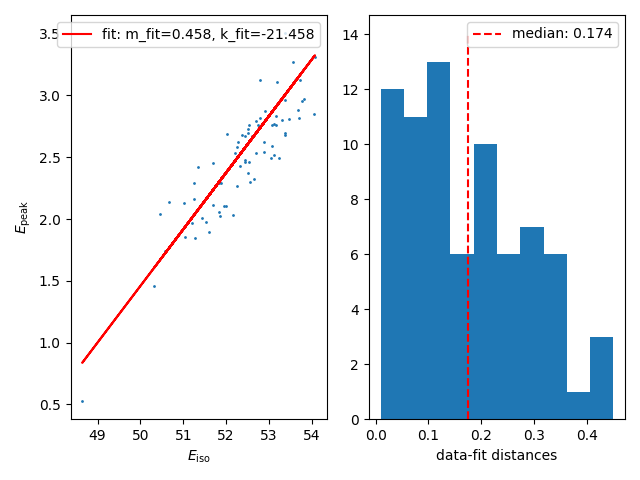 fit: m_fit=0.458, k_fit=-21.458
3.5
3.0
2.5
2.0
1.5
1.0
0.5
E_peak
49 50 51 52 53 54
E_iso
median: 0.174
14
12
10
8
6
4
2
0
0.0 0.1 0.2 0.3 0.4
data-fit distances